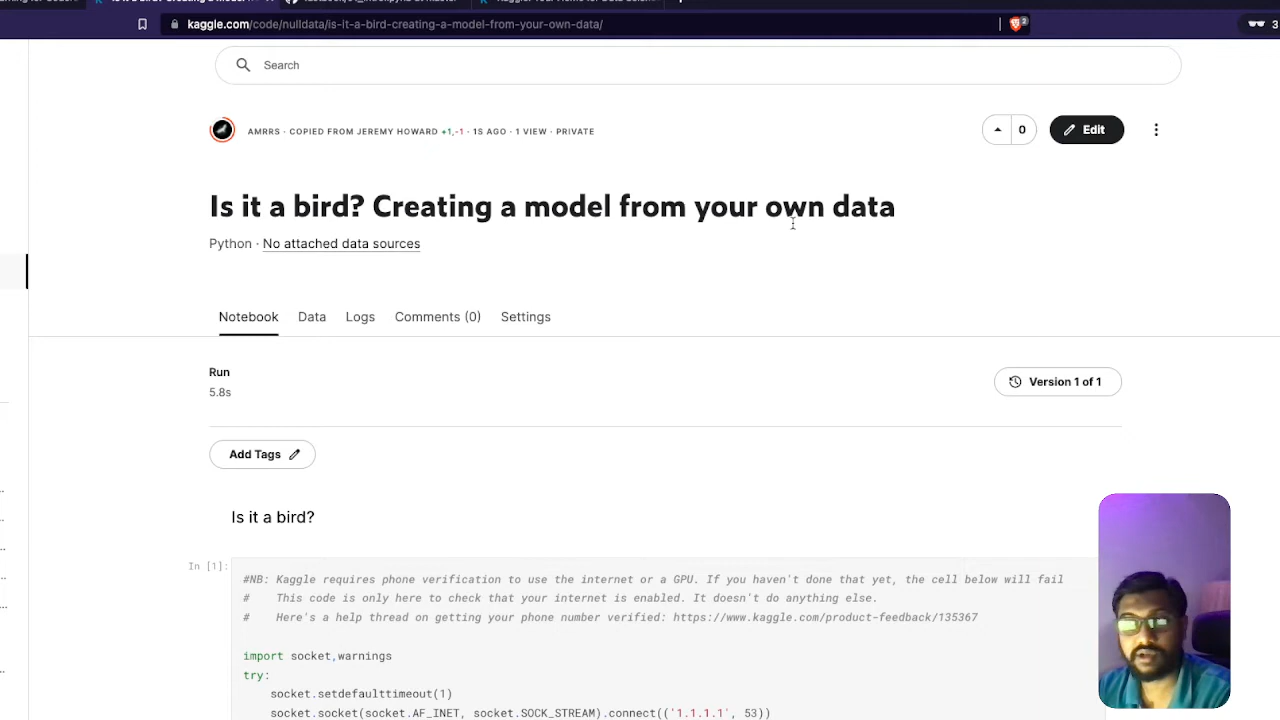 kaggle.com/code/nulldata/is-it-a-bird-creating-a-model-from-your-own-data/
2
3
Search
AMRRS · COPIED FROM JEREMY HOWARD +1,-1 · 1S AGO · 1 VIEW · PRIVATE
0
Edit
Is it a bird? Creating a model from your own data
Python · No attached data sources
Notebook Data Logs Comments (0) Settings
Run
5.8s
Version 1 of 1
Add Tags
Is it a bird?
In [1]:
#NB: Kaggle requires phone verification to use the internet or a GPU. If you haven't done that yet, the cell below will fail
# This code is only here to check that your internet is enabled. It doesn't do anything else.
# Here's a help thread on getting your phone number verified: https://www.kaggle.com/product-feedback/135367
import socket,warnings
try:
socket.setdefaulttimeout(1)
socket.socket(socket.AF_INET, socket.SOCK_STREAM).connect(('1.1.1.1', 53))